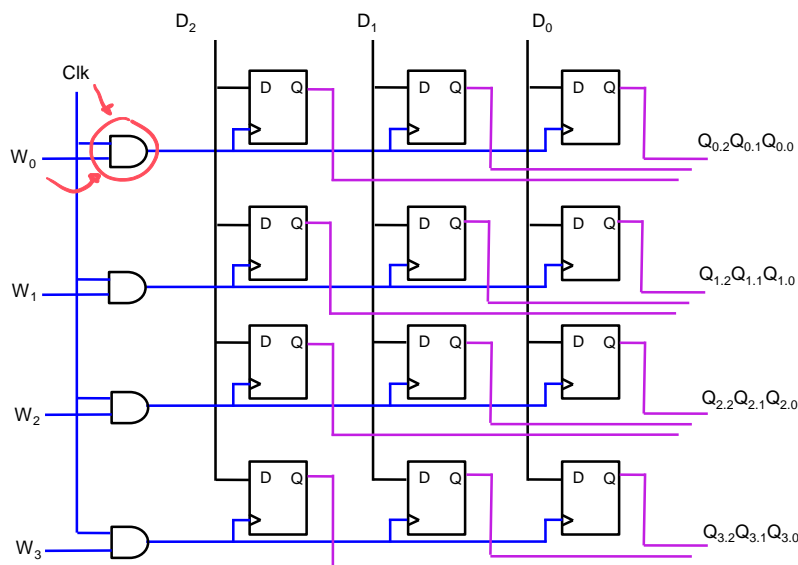 D₂ D₁ D₀
Clk
D Q D Q D Q
W₀ Q₀.₂Q₀.₁Q₀.₀
D Q D Q D Q
W₁ Q₁.₂Q₁.₁Q₁.₀
D Q D Q D Q
W₂ Q₂.₂Q₂.₁Q₂.₀
D Q D Q D Q
W₃ Q₃.₂Q₃.₁Q₃.₀